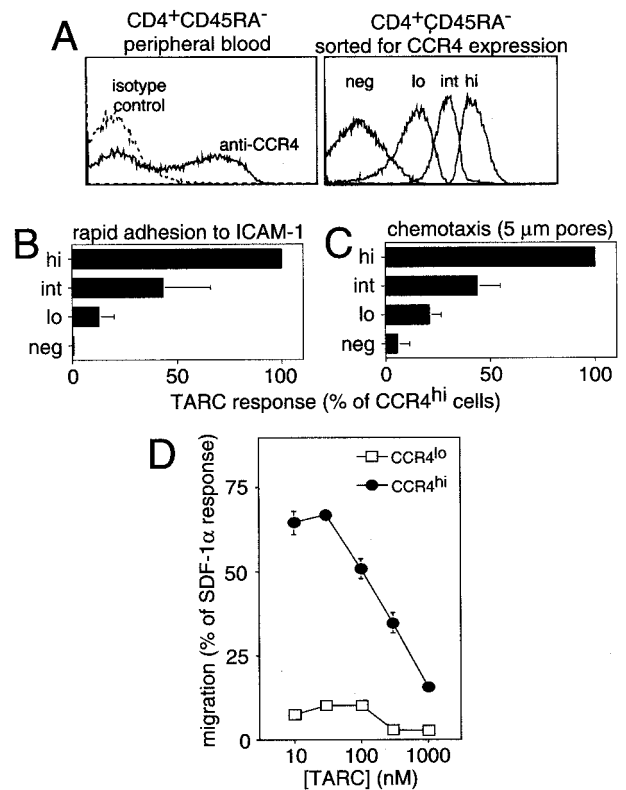 A
CD4+CD45RA-
peripheral blood
CD4+CD45RA-
sorted for CCR4 expression
isotype
control
anti-CCR4
neg
lo
int
hi
B
rapid adhesion to ICAM-1
hi
int
lo
neg
0
50
100
C
chemotaxis (5 μm pores)
hi
int
lo
neg
0
50
100
TARC response (% of CCR4hi cells)
D
migration (% of SDF-1α response)
75
50
25
0
CCR4lo
CCR4hi
10
100
1000
[TARC] (nM)